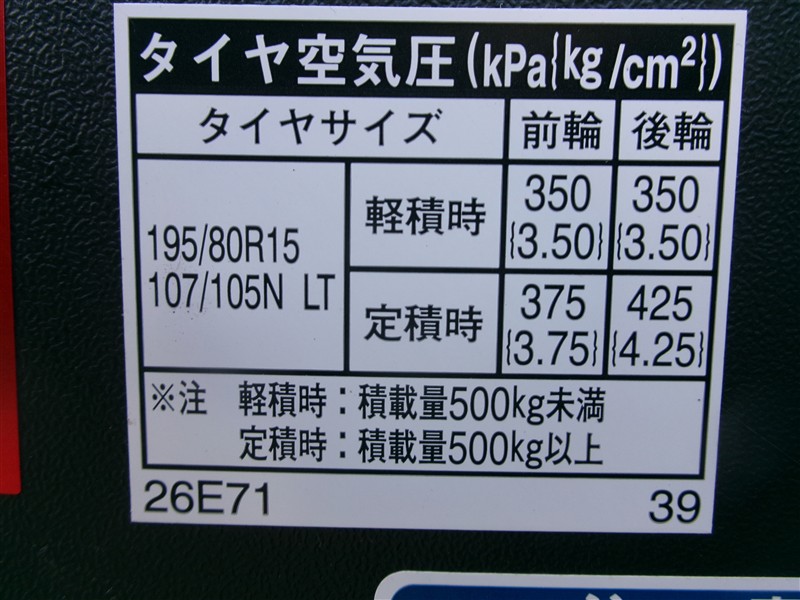 タイヤ空気圧(kPa{kg/cm²})
タイヤサイズ 前輪 後輪
195/80R15
107/105N LT
軽積時 350 {3.50} 350 {3.50}
定積時 375 {3.75} 425 {4.25}
※注 軽積時:積載量500kg未満
定積時:積載量500kg以上
26E71 39